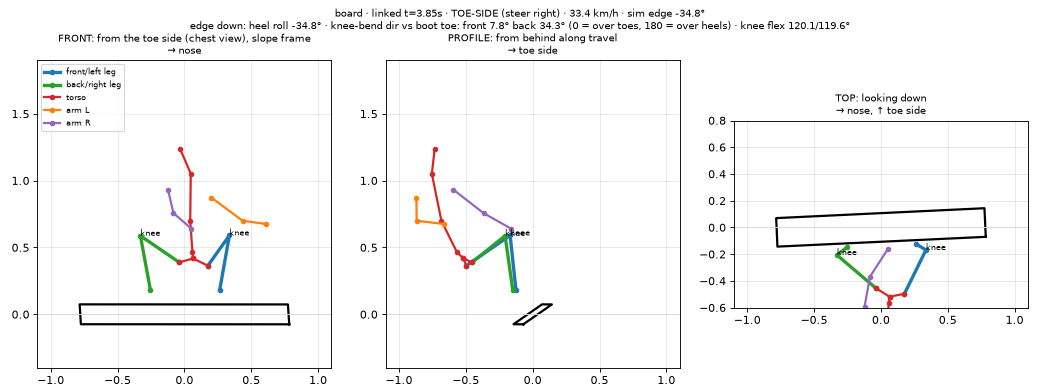 board · linked t=3.85s · TOE-SIDE (steer right) · 33.4 km/h · sim edge -34.8°
edge down: heel roll -34.8° · knee-bend dir vs boot toe: front 7.8° back 34.3° (0 = over toes, 180 = over heels) · knee flex 120.1/119.6°
FRONT: from the toe side (chest view), slope frame
→ nose
front/left leg
back/right leg
torso
arm L
arm R
knee
knee
1.5
1.0
0.5
0.0
−1.0
−0.5
0.0
0.5
1.0
PROFILE: from behind along travel
→ toe side
1.5
1.0
0.5
0.0
−1.0
−0.5
0.0
0.5
1.0
TOP: looking down
→ nose, ↑ toe side
knee
knee
0.8
0.6
0.4
0.2
0.0
−0.2
−0.4
−0.6
−1.0
−0.5
0.0
0.5
1.0